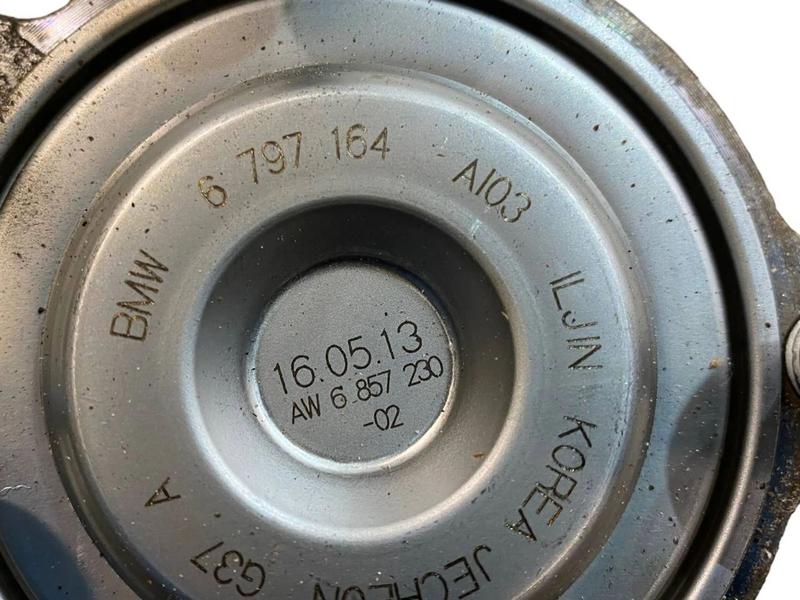 BMW 6 797 164 AI03 ILJIN KOREA JECHEON G37 A
16.05.13
AW 6 857 230
-02